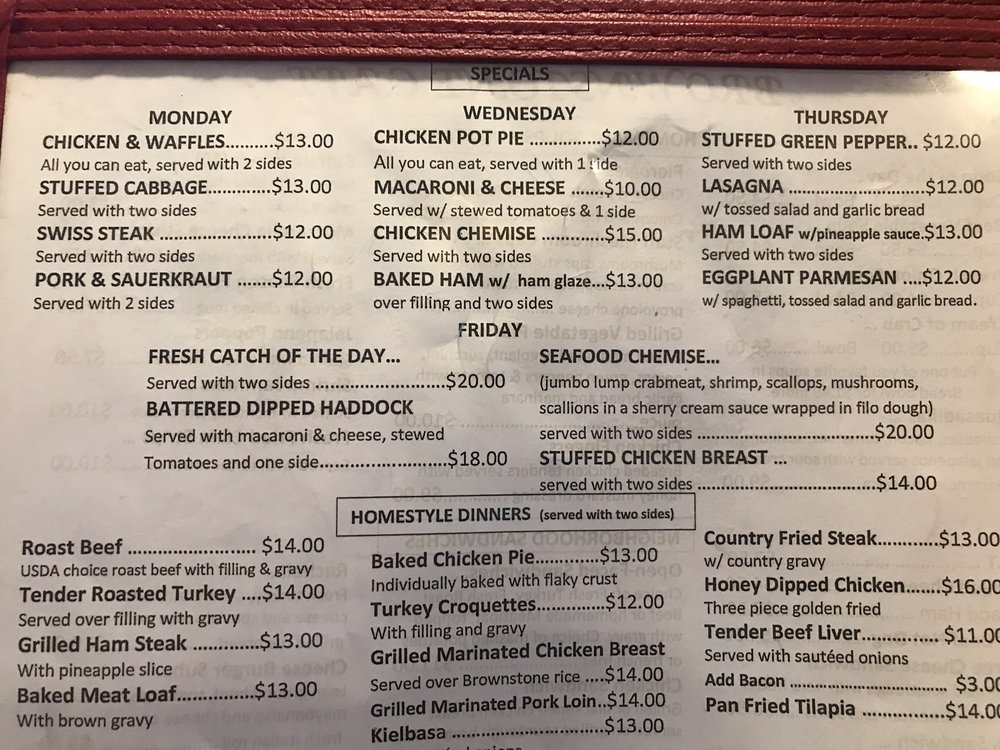 SPECIALS
MONDAY
CHICKEN & WAFFLES.........$13.00
All you can eat, served with 2 sides
STUFFED CABBAGE............$13.00
Served with two sides
SWISS STEAK .....................$12.00
Served with two sides
PORK & SAUERKRAUT .......$12.00
Served with 2 sides
WEDNESDAY
CHICKEN POT PIE .............$12.00
All you can eat, served with 1 side
MACARONI & CHEESE .......$10.00
Served w/ stewed tomatoes & 1 side
CHICKEN CHEMISE ............$15.00
Served with two sides
BAKED HAM w/ ham glaze...$13.00
over filling and two sides
THURSDAY
STUFFED GREEN PEPPER.. $12.00
Served with two sides
LASAGNA ..........................$12.00
w/ tossed salad and garlic bread
HAM LOAF w/pineapple sauce.$13.00
Served with two sides
EGGPLANT PARMESAN ....$12.00
w/ spaghetti, tossed salad and garlic bread.
FRIDAY
FRESH CATCH OF THE DAY...
Served with two sides .........................$20.00
BATTERED DIPPED HADDOCK
Served with macaroni & cheese, stewed
Tomatoes and one side.........................$18.00
SEAFOOD CHEMISE...
(jumbo lump crabmeat, shrimp, scallops, mushrooms,
scallions in a sherry cream sauce wrapped in filo dough)
served with two sides ..................................$20.00
STUFFED CHICKEN BREAST ...
served with two sides ..................................$14.00
HOMESTYLE DINNERS (served with two sides)
Roast Beef ......................... $14.00
USDA choice roast beef with filling & gravy
Tender Roasted Turkey ....$14.00
Served over filling with gravy
Grilled Ham Steak .............$13.00
With pineapple slice
Baked Meat Loaf...............$13.00
With brown gravy
Baked Chicken Pie............$13.00
Individually baked with flaky crust
Turkey Croquettes.............$12.00
With filling and gravy
Grilled Marinated Chicken Breast
Served over Brownstone rice ....$14.00
Grilled Marinated Pork Loin..$14.00
Kielbasa ..........................$13.00
Country Fried Steak............$13.00
w/ country gravy
Honey Dipped Chicken.......$16.00
Three piece golden fried
Tender Beef Liver................ $11.00
Served with sautéed onions
Add Bacon ....................................... $3.00
Pan Fried Tilapia ................$14.00